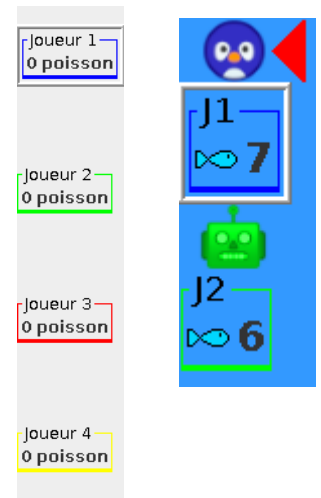 Joueur 1
0 poisson
Joueur 2
0 poisson
Joueur 3
0 poisson
Joueur 4
0 poisson
J1
7
J2
6